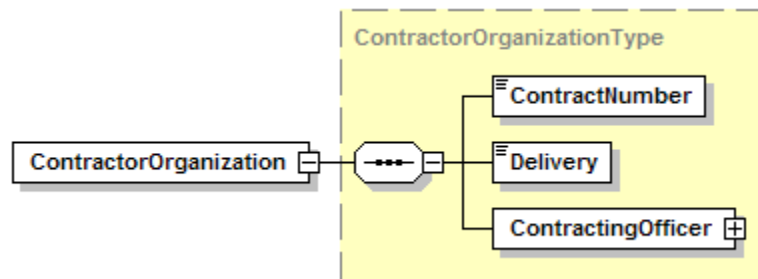 ContractorOrganizationType
ContractNumber
ContractorOrganization
Delivery
ContractingOfficer